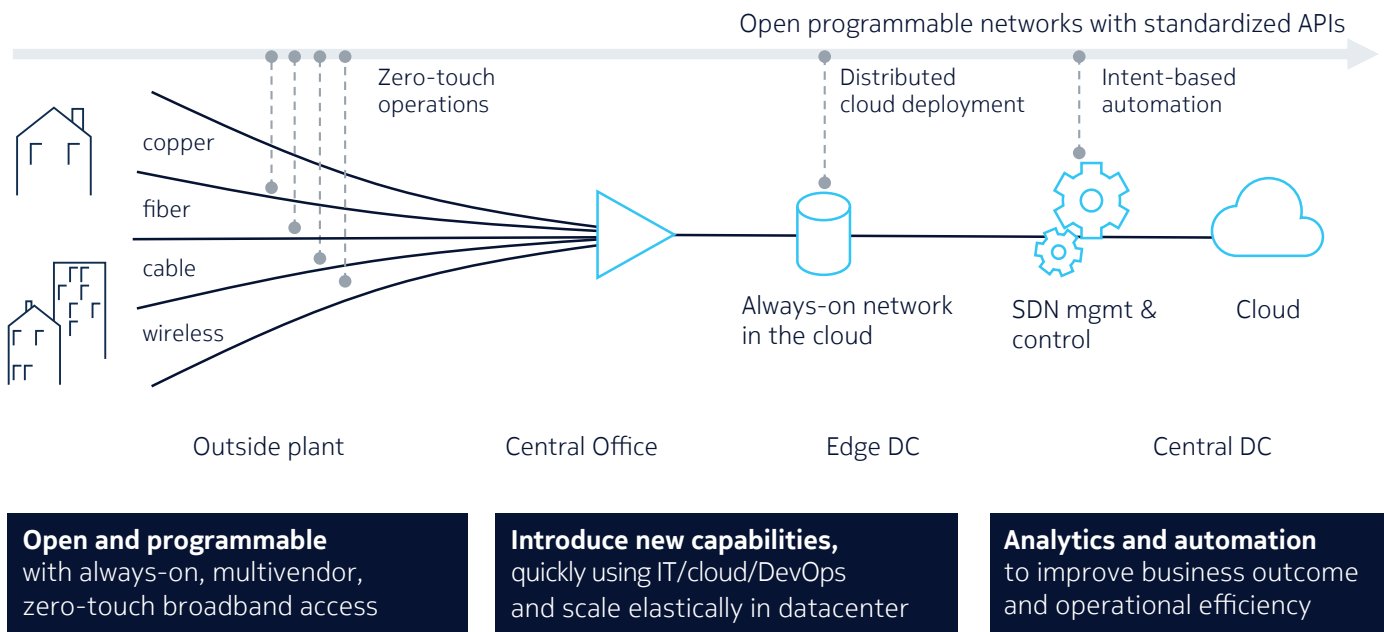 Open programmable networks with standardized APIs
Zero-touch
operations
Distributed
cloud deployment
Intent-based
automation
copper
fiber
cable
wireless
Always-on network
in the cloud
SDN mgmt &
control
Cloud
Outside plant
Central Office
Edge DC
Central DC
Open and programmable
with always-on, multivendor,
zero-touch broadband access
Introduce new capabilities,
quickly using IT/cloud/DevOps
and scale elastically in datacenter
Analytics and automation
to improve business outcome
and operational efficiency